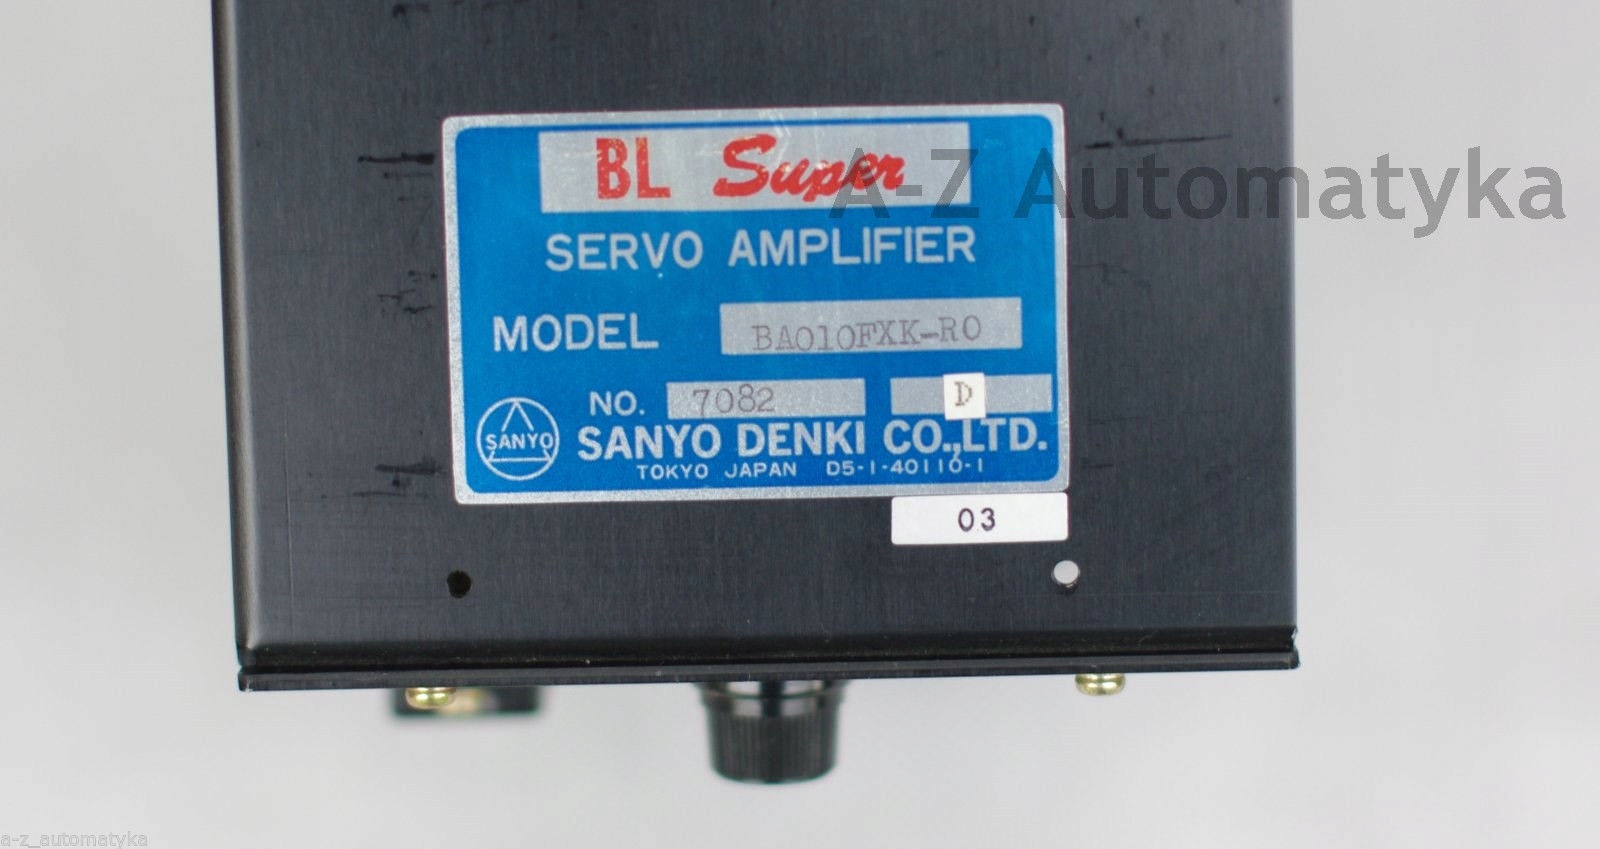 BL Super
A-Z Automatyka
SERVO AMPLIFIER
MODEL BA010FXK-R0
NO. 7082 D
SANYO
SANYO DENKI CO.,LTD.
TOKYO JAPAN D5-1-40110-1
03
a-z_automatyka